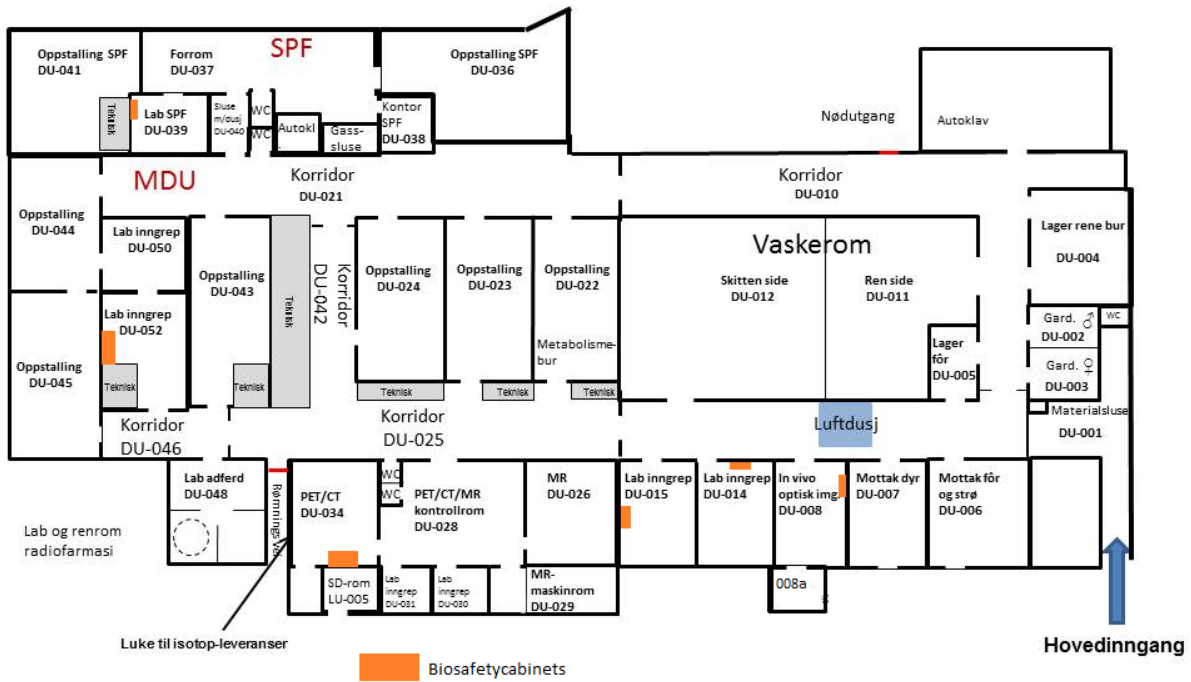 SPF
Oppstalling SPF
DU-041
Forrom
DU-037
Oppstalling SPF
DU-036
Teknisk
Lab SPF
DU-039
Sluse
m/dusj
DU-040
WC
WC
Autokl
.
Gass-
sluse
Kontor
SPF
DU-038
Nødutgang
Autoklav
MDU
Korridor
DU-021
Korridor
DU-010
Oppstalling
DU-044
Lab inngrep
DU-050
Oppstalling
DU-043
Teknisk
Korridor
DU-042
Oppstalling
DU-024
Oppstalling
DU-023
Oppstalling
DU-022
Metabolisme-
bur
Vaskerom
Skitten side
DU-012
Ren side
DU-011
Lager rene bur
DU-004
Gard. ♂
DU-002
WC
Gard. ♀
DU-003
Lager
fôr
DU-005
Materialsluse
DU-001
Lab inngrep
DU-052
Oppstalling
DU-045
Teknisk
Teknisk
Teknisk
Teknisk
Teknisk
Korridor
DU-046
Korridor
DU-025
Luftdusj
Lab adferd
DU-048
Rømnings vei
PET/CT
DU-034
WC
WC
PET/CT/MR
kontrollrom
DU-028
MR
DU-026
Lab inngrep
DU-015
Lab inngrep
DU-014
In vivo
optisk img.
DU-008
Mottak dyr
DU-007
Mottak fôr
og strø
DU-006
Lab og renrom
radiofarmasi
SD-rom
LU-005
Lab
inngrep
DU-031
Lab
inngrep
DU-030
MR-
maskinrom
DU-029
008a
Luke til isotop-leveranser
Hovedinngang
Biosafetycabinets